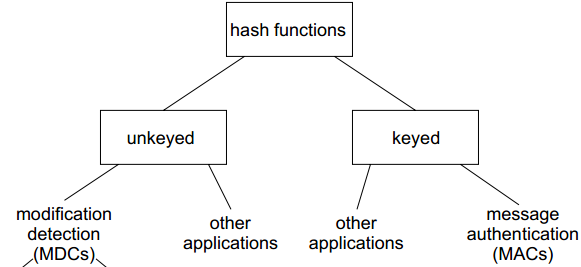 hash functions
unkeyed
keyed
modification
detection
(MDCs)
other
applications
other
applications
message
authentication
(MACs)